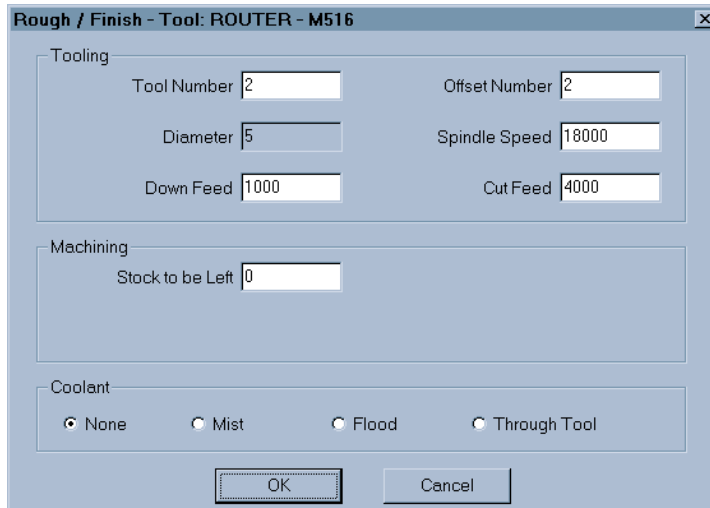 Rough / Finish - Tool: ROUTER - M516
Tooling
Tool Number 2 Offset Number 2
Diameter 5 Spindle Speed 18000
Down Feed 1000 Cut Feed 4000
Machining
Stock to be Left 0
Coolant
None Mist Flood Through Tool
OK Cancel